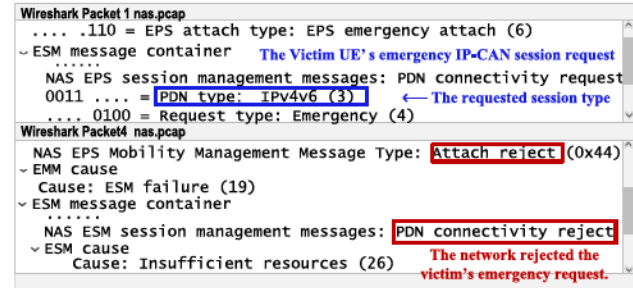 Wireshark Packet 1 nas.pcap
.... .110 = EPS attach type: EPS emergency attach (6)
ESM message container The Victim UE's emergency IP-CAN session request
......
NAS EPS session management messages: PDN connectivity request
0011 .... = PDN type: IPv4v6 (3) ← The requested session type
.... 0100 = Request type: Emergency (4)
Wireshark Packet4 nas.pcap
NAS EPS Mobility Management Message Type: Attach reject (0x44)
EMM cause
Cause: ESM failure (19)
ESM message container
......
NAS ESM session management messages: PDN connectivity reject
ESM cause
Cause: Insufficient resources (26)
The network rejected the
victim's emergency request.